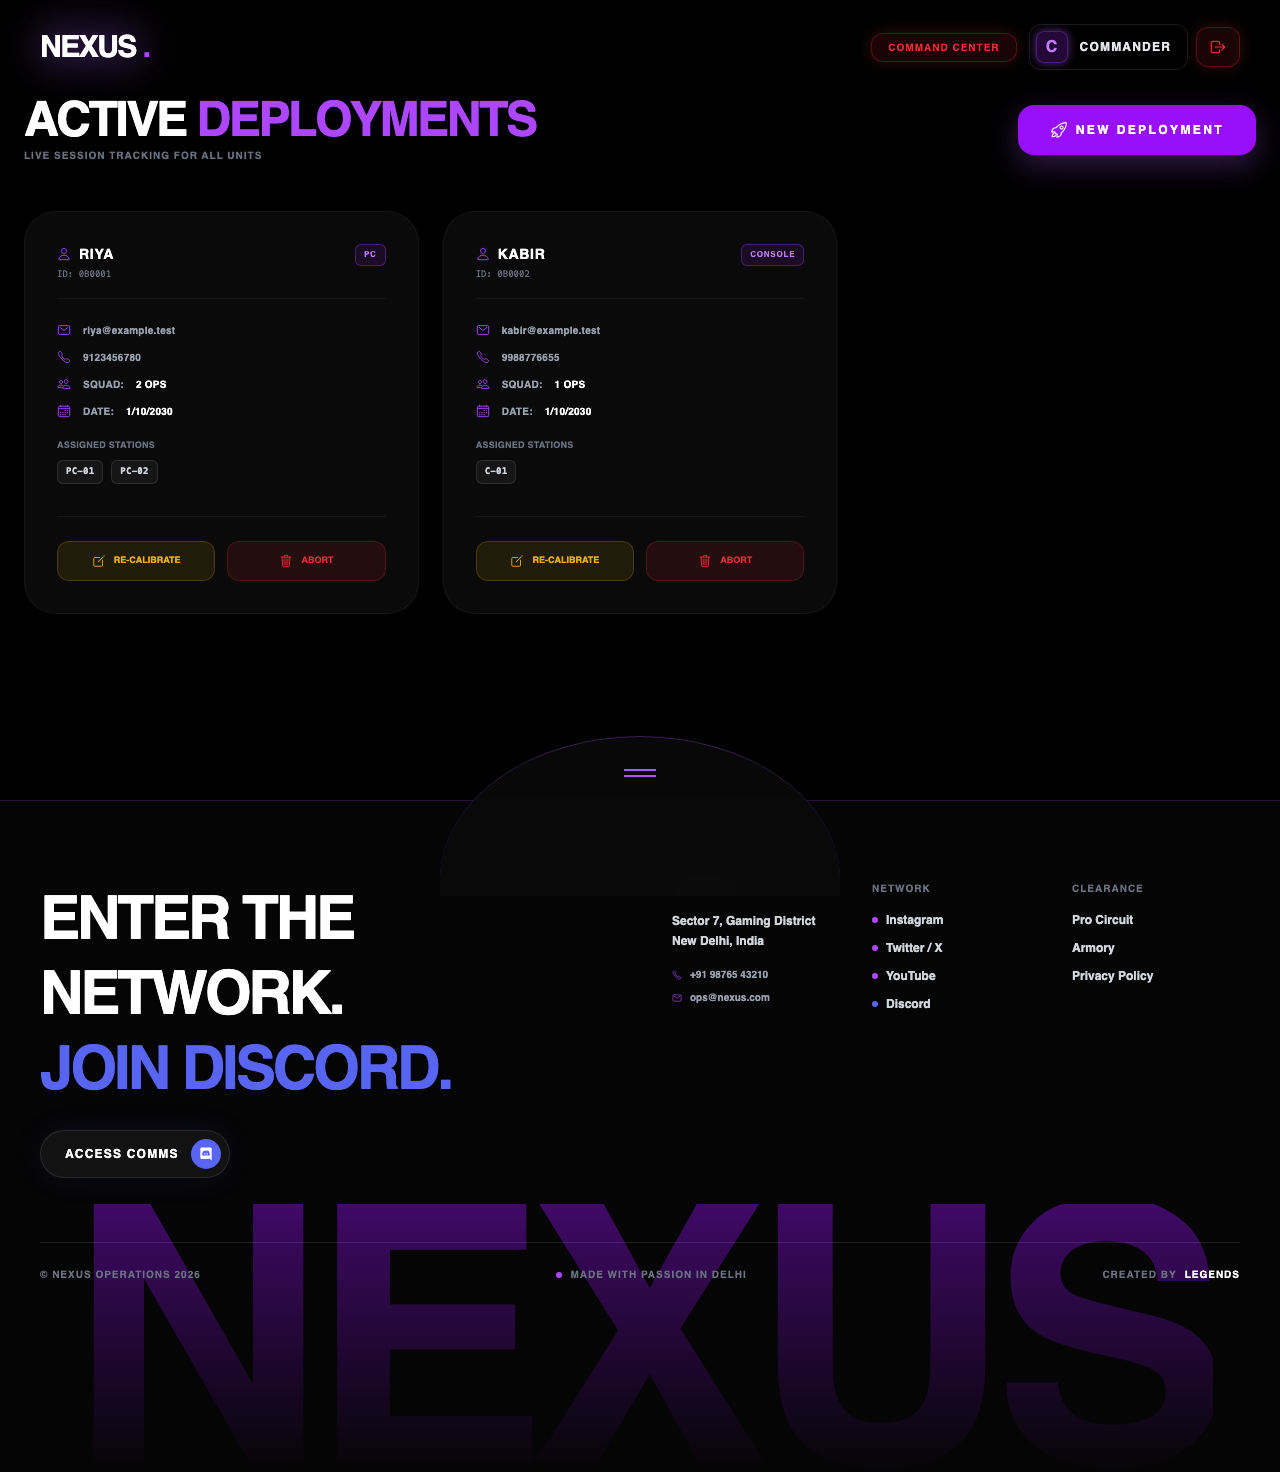 NEXUS .
COMMAND CENTER
C
COMMANDER
ACTIVE DEPLOYMENTS
LIVE SESSION TRACKING FOR ALL UNITS
NEW DEPLOYMENT
RIYA
PC
ID: 0B0001
riya@example.test
9123456780
SQUAD: 2 OPS
DATE: 1/10/2030
ASSIGNED STATIONS
PC-01 PC-02
RE-CALIBRATE ABORT
KABIR
CONSOLE
ID: 0B0002
kabir@example.test
9988776655
SQUAD: 1 OPS
DATE: 1/10/2030
ASSIGNED STATIONS
C-01
RE-CALIBRATE ABORT
ENTER THE
NETWORK.
JOIN DISCORD.
ACCESS COMMS
Sector 7, Gaming District
New Delhi, India
+91 98765 43210
ops@nexus.com
NETWORK
Instagram
Twitter / X
YouTube
Discord
CLEARANCE
Pro Circuit
Armory
Privacy Policy
NEXUS
© NEXUS OPERATIONS 2026
MADE WITH PASSION IN DELHI
CREATED BY LEGENDS